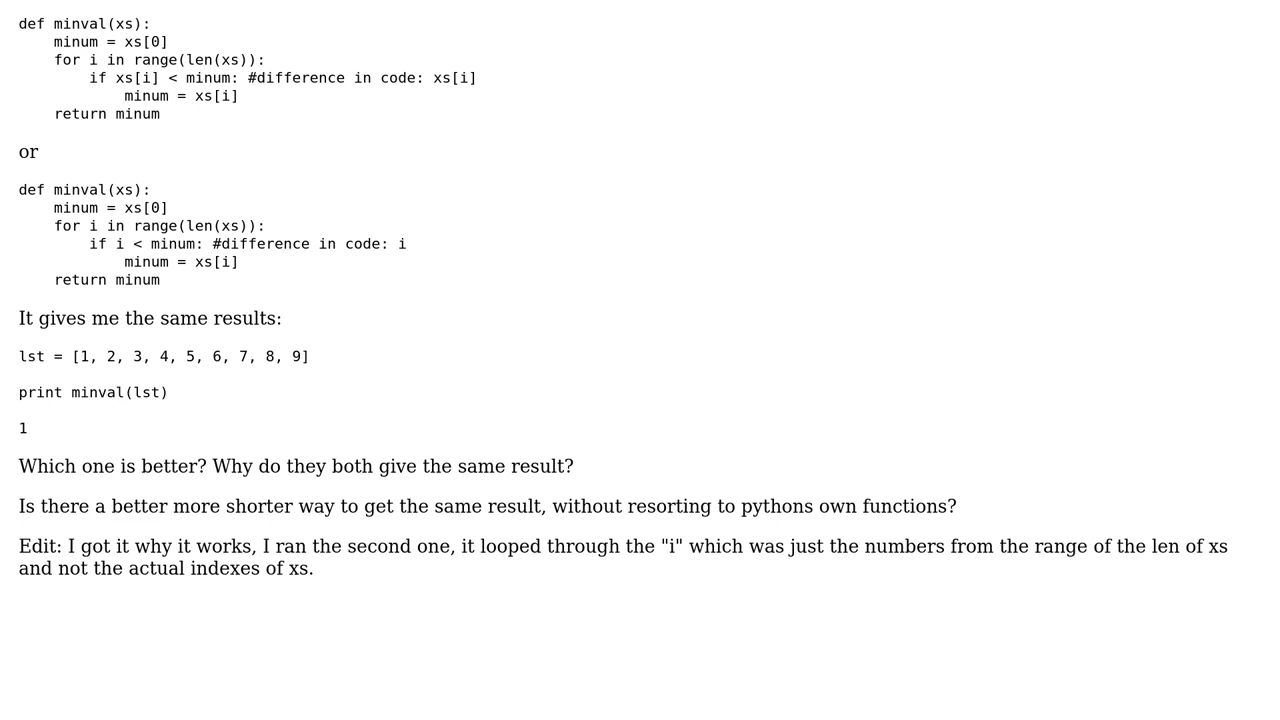 def minval(xs):
    minum = xs[0]
    for i in range(len(xs)):
        if xs[i] < minum: #difference in code: xs[i]
            minum = xs[i]
    return minum
or
def minval(xs):
    minum = xs[0]
    for i in range(len(xs)):
        if i < minum: #difference in code: i
            minum = xs[i]
    return minum
It gives me the same results:
lst = [1, 2, 3, 4, 5, 6, 7, 8, 9]
print minval(lst)
1
Which one is better? Why do they both give the same result?
Is there a better more shorter way to get the same result, without resorting to pythons own functions?
Edit: I got it why it works, I ran the second one, it looped through the "i" which was just the numbers from the range of the len of xs
and not the actual indexes of xs.